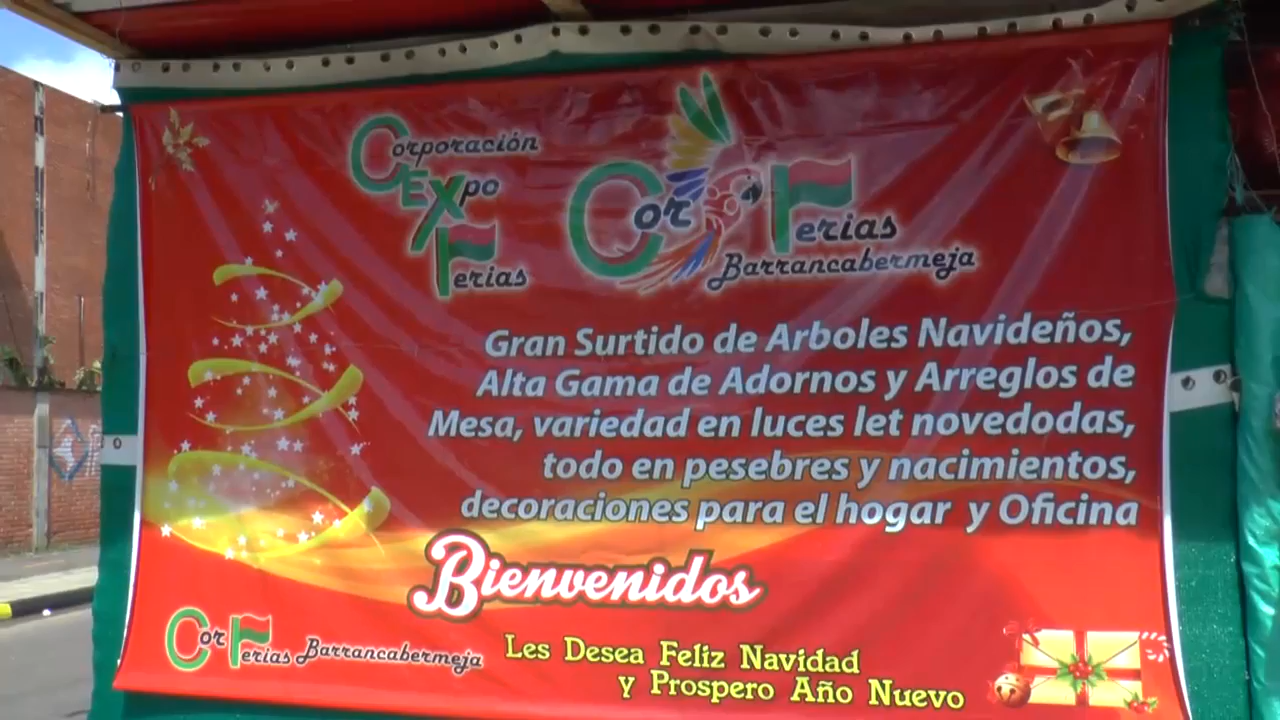 Corporación
Expo
Ferias
CorFerias
Barrancabermeja
Gran Surtido de Arboles Navideños,
Alta Gama de Adornos y Arreglos de
Mesa, variedad en luces let novedodas,
todo en pesebres y nacimientos,
decoraciones para el hogar y Oficina
Bienvenidos
CorFerias Barrancabermeja
Les Desea Feliz Navidad
y Prospero Año Nuevo